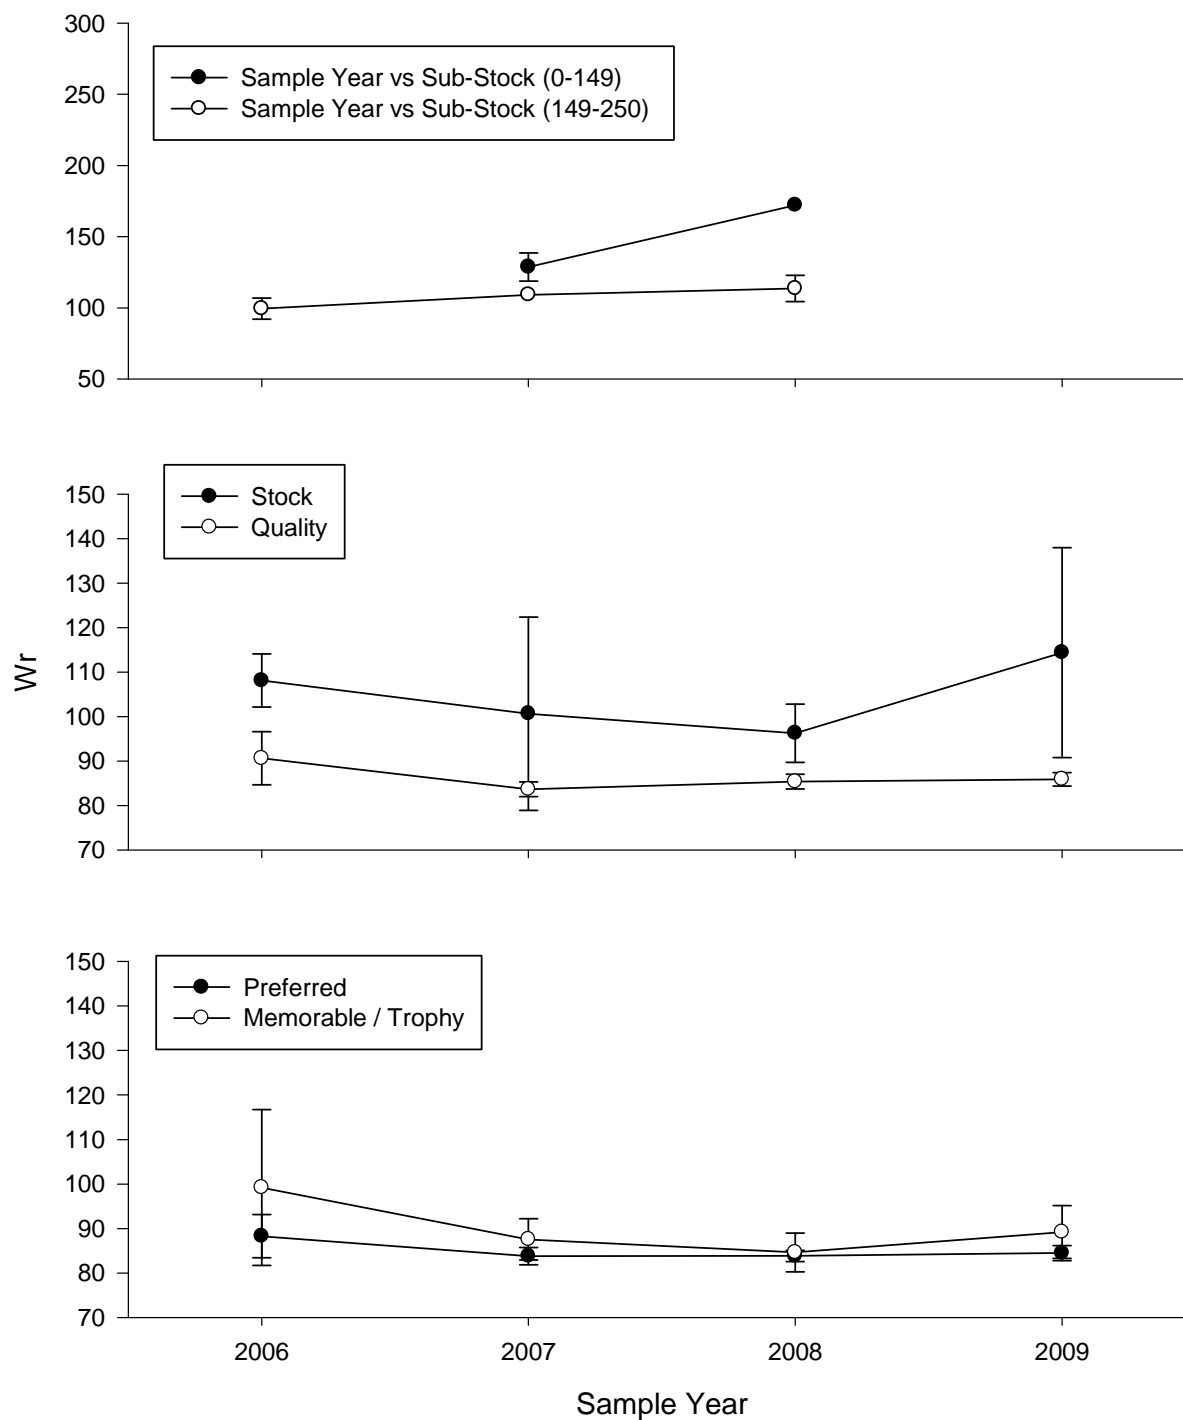 300
Sample Year vs Sub-Stock (0-149)
Sample Year vs Sub-Stock (149-250)
250
200
150
100
50
Stock
Quality
150
140
130
120
110
100
90
80
70
Wr
Preferred
Memorable / Trophy
150
140
130
120
110
100
90
80
70
2006 2007 2008 2009
Sample Year